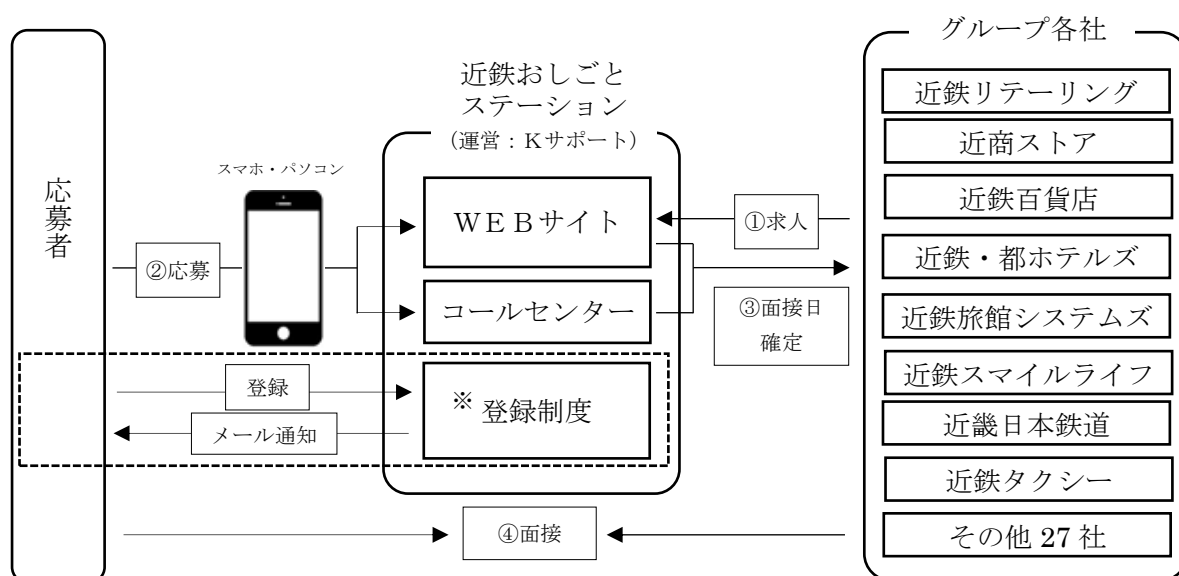 グループ各社
近鉄おしごと
ステーション
（運営：Ｋサポート）
応募者
スマホ・パソコン
②応募
ＷＥＢサイト
コールセンター
①求人
③面接日
確定
登録
メール通知
※ 登録制度
④面接
近鉄リテーリング
近商ストア
近鉄百貨店
近鉄・都ホテルズ
近鉄旅館システムズ
近鉄スマイルライフ
近畿日本鉄道
近鉄タクシー
その他 27 社